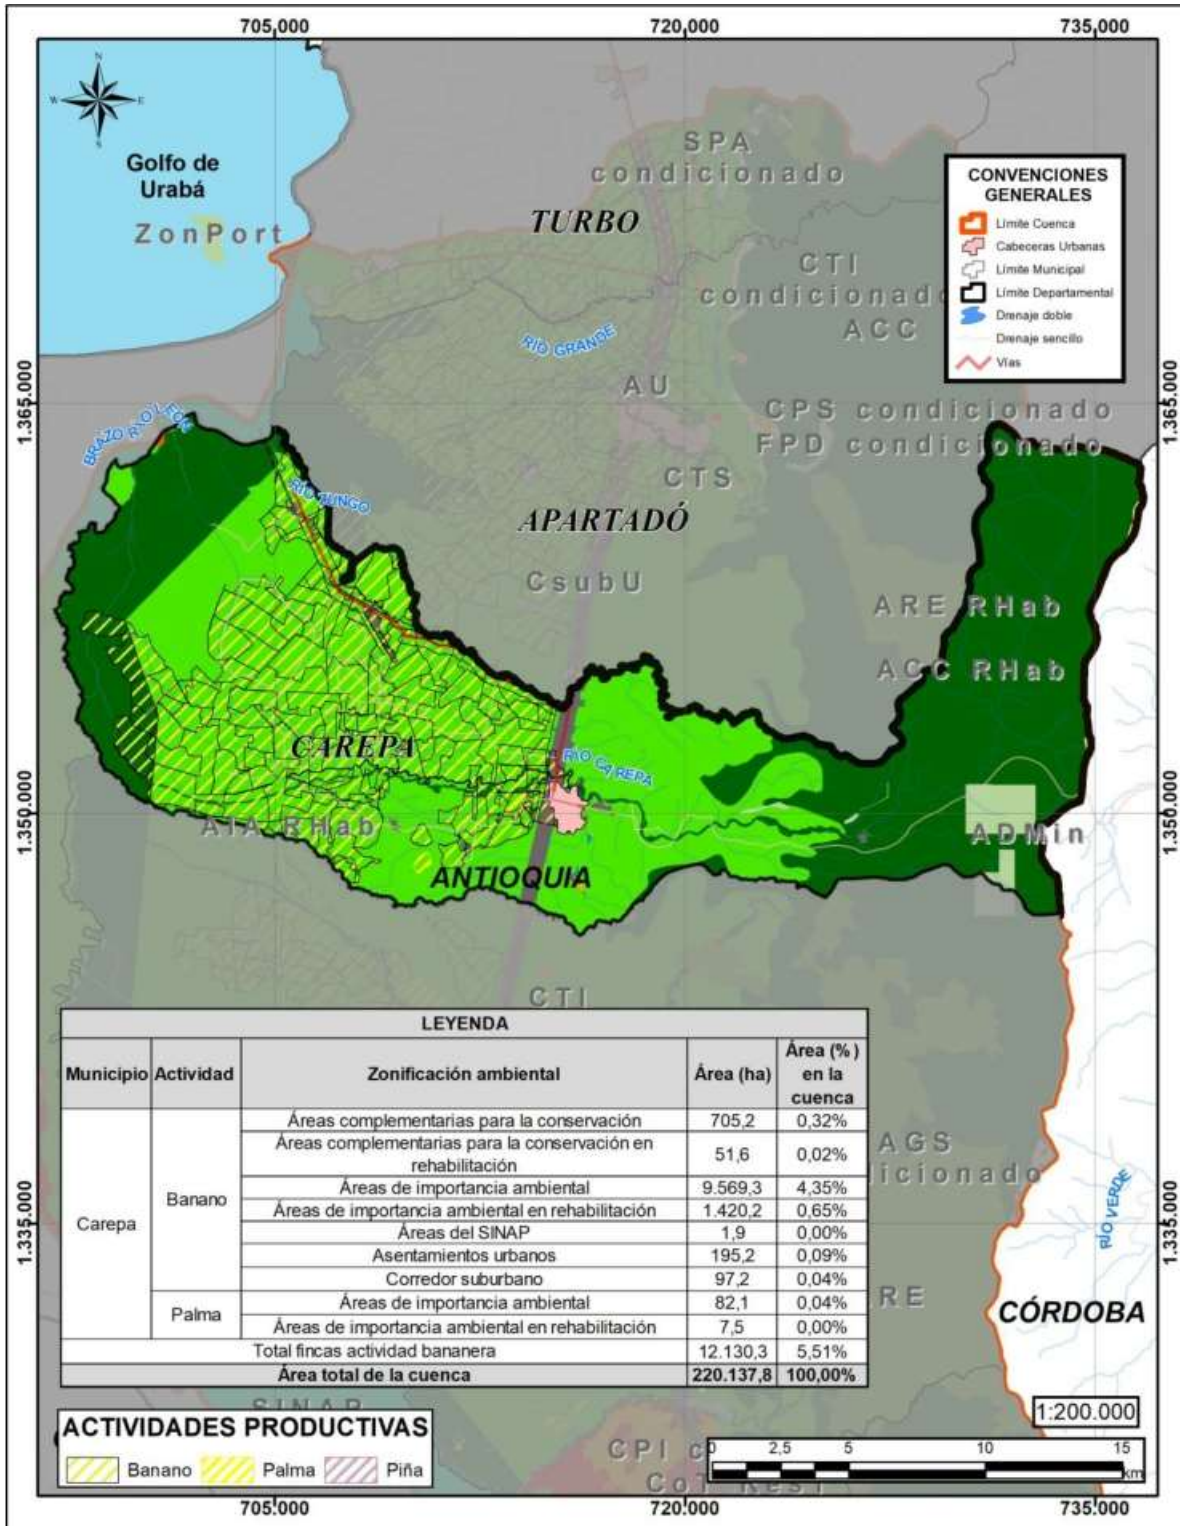 705.000 720.000 735.000
N
W E
S
Golfo de
Urabá
ZonPort
SPA
condicionado
TURBO
CONVENCIONES
GENERALES
Límite Cuenca
Cabeceras Urbanas
Límite Municipal
Límite Departamental
Drenaje doble
Drenaje sencillo
Vías
CTI
condicionado
ACC
RÍO GRANDE
AU
1.365.000 1.365.000
CPS condicionado
FPD condicionado
BRAZO RÍO LEÓN
CTS
RÍO ZUNGO
APARTADÓ
CsubU
ARE RHab
ACC RHab
CAREPA
RÍO CAREPA
1.350.000 1.350.000
AIA RHab
ADMin
ANTIOQUIA
CTI
LEYENDA
Municipio Actividad Zonificación ambiental Área (ha) Área (%)
en la
cuenca
Carepa
Banano
Áreas complementarias para la conservación 705,2 0,32%
Áreas complementarias para la conservación en
rehabilitación 51,6 0,02%
Áreas de importancia ambiental 9.569,3 4,35%
Áreas de importancia ambiental en rehabilitación 1.420,2 0,65%
Áreas del SINAP 1,9 0,00%
Asentamientos urbanos 195,2 0,09%
Corredor suburbano 97,2 0,04%
Palma
Áreas de importancia ambiental 82,1 0,04%
Áreas de importancia ambiental en rehabilitación 7,5 0,00%
Total fincas actividad bananera 12.130,3 5,51%
Área total de la cuenca 220.137,8 100,00%
AGS
dicionado
RÍO VERDE
1.335.000 1.335.000
RE
CÓRDOBA
SINAP
1:200.000
ACTIVIDADES PRODUCTIVAS
Banano Palma Piña
CPI c
CoT Rest
0 2,5 5 10 15
km
705.000 720.000 735.000